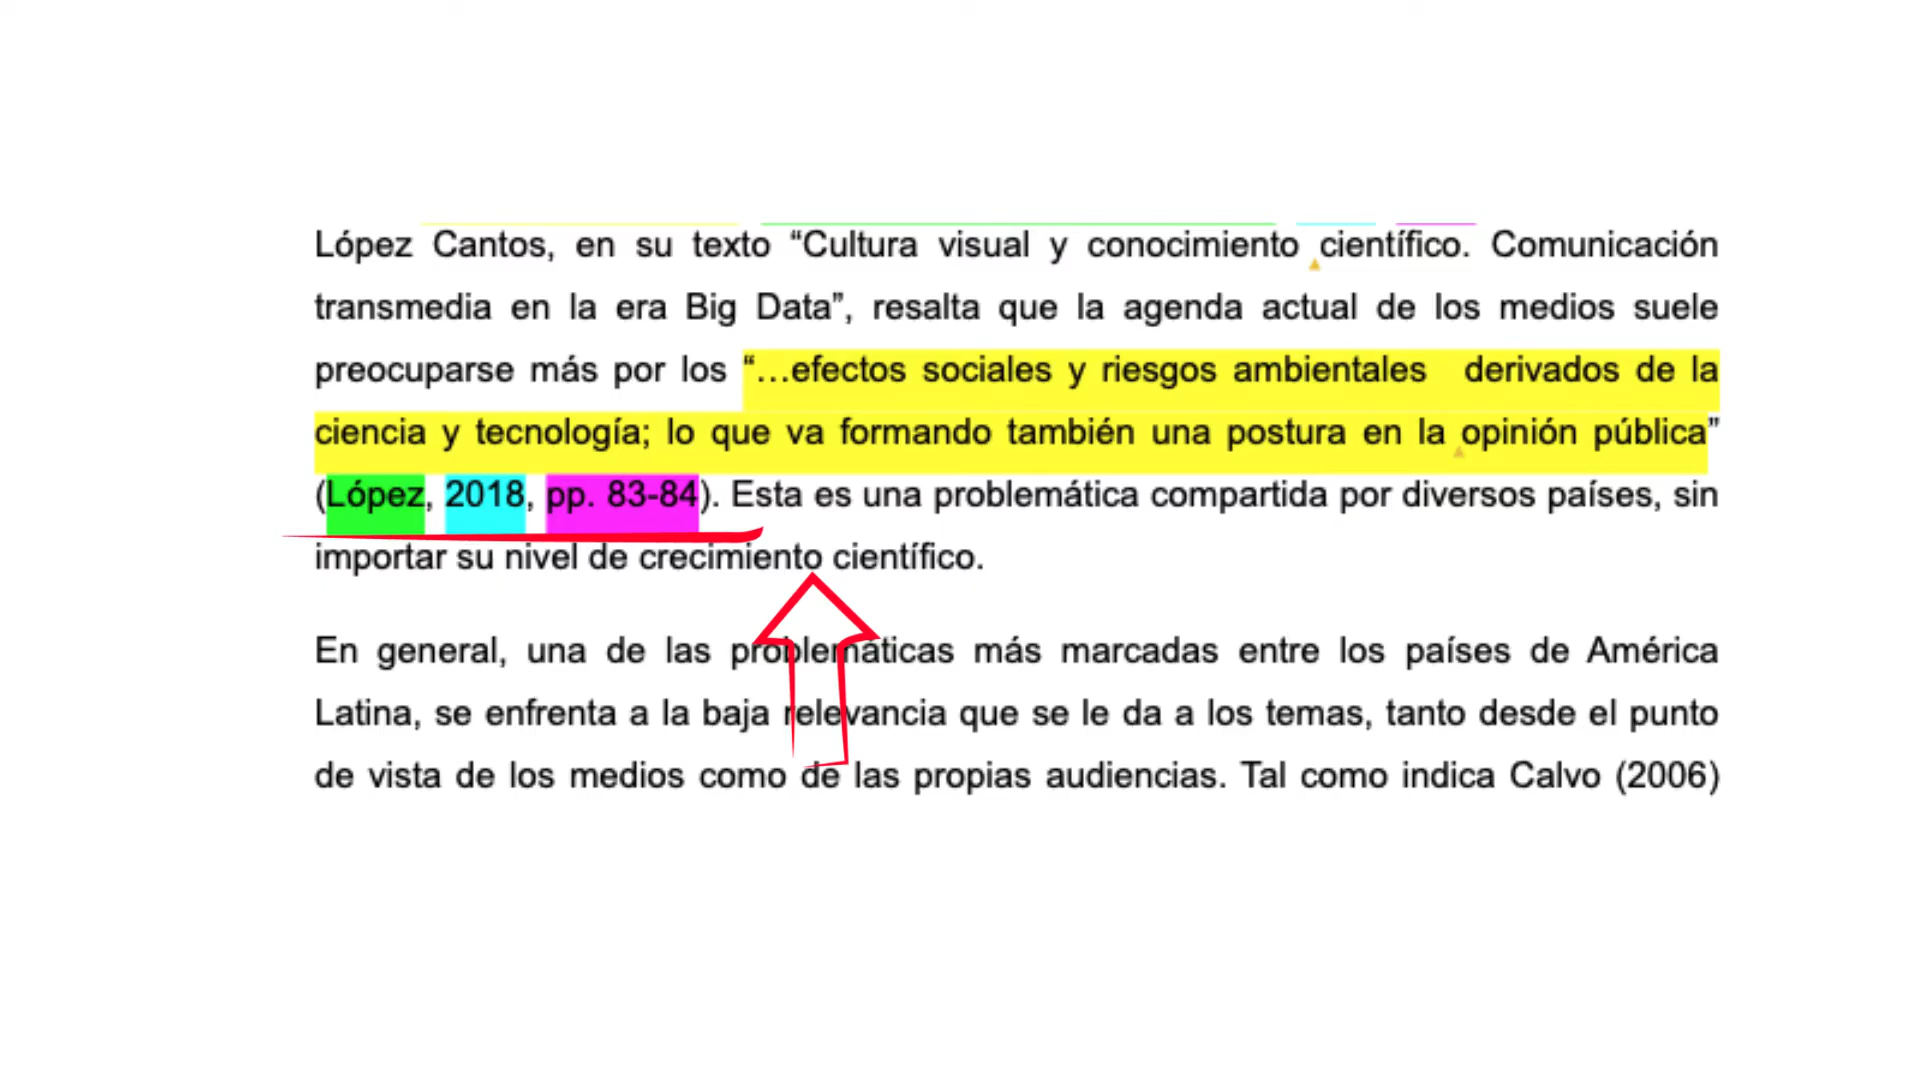 López Cantos, en su texto “Cultura visual y conocimiento científico. Comunicación
transmedia en la era Big Data”, resalta que la agenda actual de los medios suele
preocuparse más por los “…efectos sociales y riesgos ambientales derivados de la
ciencia y tecnología; lo que va formando también una postura en la opinión pública”
(López, 2018, pp. 83-84). Esta es una problemática compartida por diversos países, sin
importar su nivel de crecimiento científico.
En general, una de las problemáticas más marcadas entre los países de América
Latina, se enfrenta a la baja relevancia que se le da a los temas, tanto desde el punto
de vista de los medios como de las propias audiencias. Tal como indica Calvo (2006)